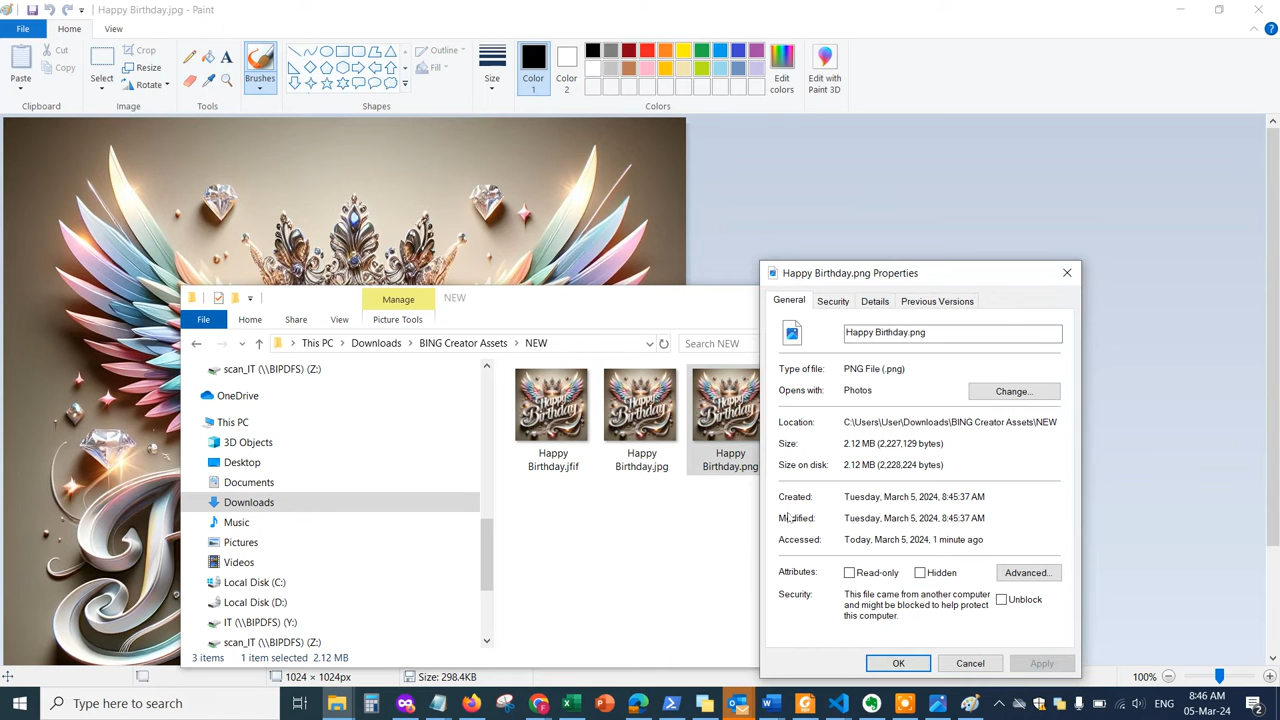 Happy Birthday.jpg - Paint
File
Home
View
Paste
Cut
Copy
Clipboard
Select
Crop
Resize
Rotate
Image
Tools
Brushes
Outline
Fill
Shapes
Size
Color
1
Color
2
Edit
colors
Colors
Edit with
Paint 3D
Manage
NEW
File
Home
Share
View
Picture Tools
This PC
Downloads
BING Creator Assets
NEW
Search NEW
scan_IT (\\BIPDFS) (Z:)
OneDrive
This PC
3D Objects
Desktop
Documents
Downloads
Music
Pictures
Videos
Local Disk (C:)
Local Disk (D:)
IT (\\BIPDFS) (Y:)
scan_IT (\\BIPDFS) (Z:)
Happy
Birthday
Happy
Birthday
Happy
Birthday
Happy
Birthday.jfif
Happy
Birthday.jpg
Happy
Birthday.png
3 items
1 item selected 2.12 MB
Happy Birthday.png Properties
General
Security
Details
Previous Versions
Happy Birthday.png
Type of file:
PNG File (.png)
Opens with:
Photos
Change...
Location:
C:\Users\User\Downloads\BING Creator Assets\NEW
Size:
2.12 MB (2,227,129 bytes)
Size on disk:
2.12 MB (2,228,224 bytes)
Created:
Tuesday, March 5, 2024, 8:45:37 AM
Modified:
Tuesday, March 5, 2024, 8:45:37 AM
Accessed:
Today, March 5, 2024, 1 minute ago
Attributes:
Read-only
Hidden
Advanced...
Security:
This file came from another computer
and might be blocked to help protect
this computer.
Unblock
OK
Cancel
Apply
1024 × 1024px
Size: 298.4KB
100%
Type here to search
ENG
8:46 AM
05-Mar-24
2